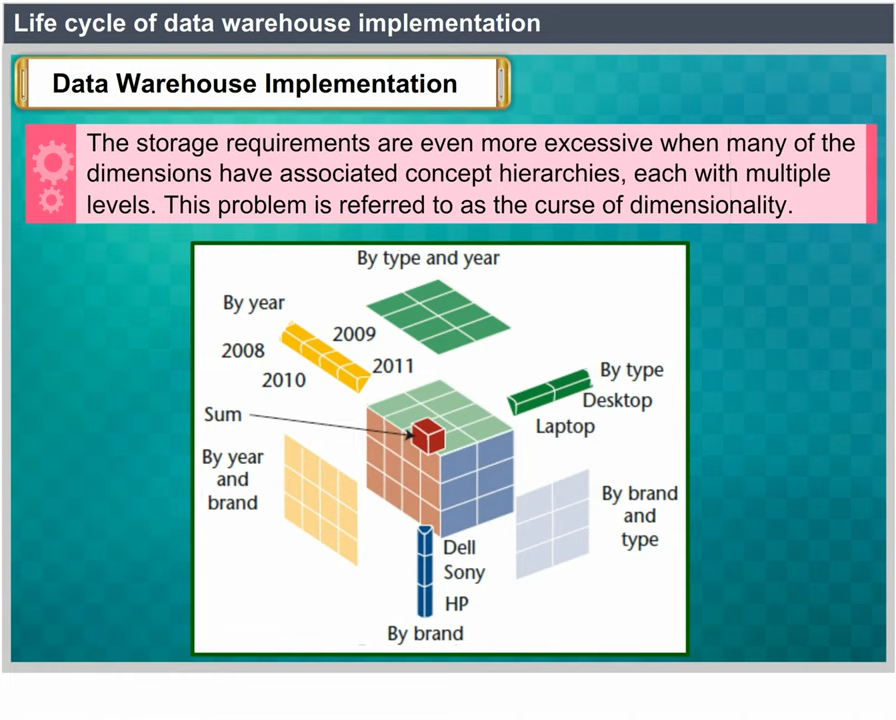 Life cycle of data warehouse implementation
Data Warehouse Implementation
The storage requirements are even more excessive when many of the
dimensions have associated concept hierarchies, each with multiple
levels. This problem is referred to as the curse of dimensionality.
By type and year
By year
2009
2008
2011
2010
By type
Desktop
Laptop
Sum
By year
and
brand
By brand
and
type
Dell
Sony
HP
By brand